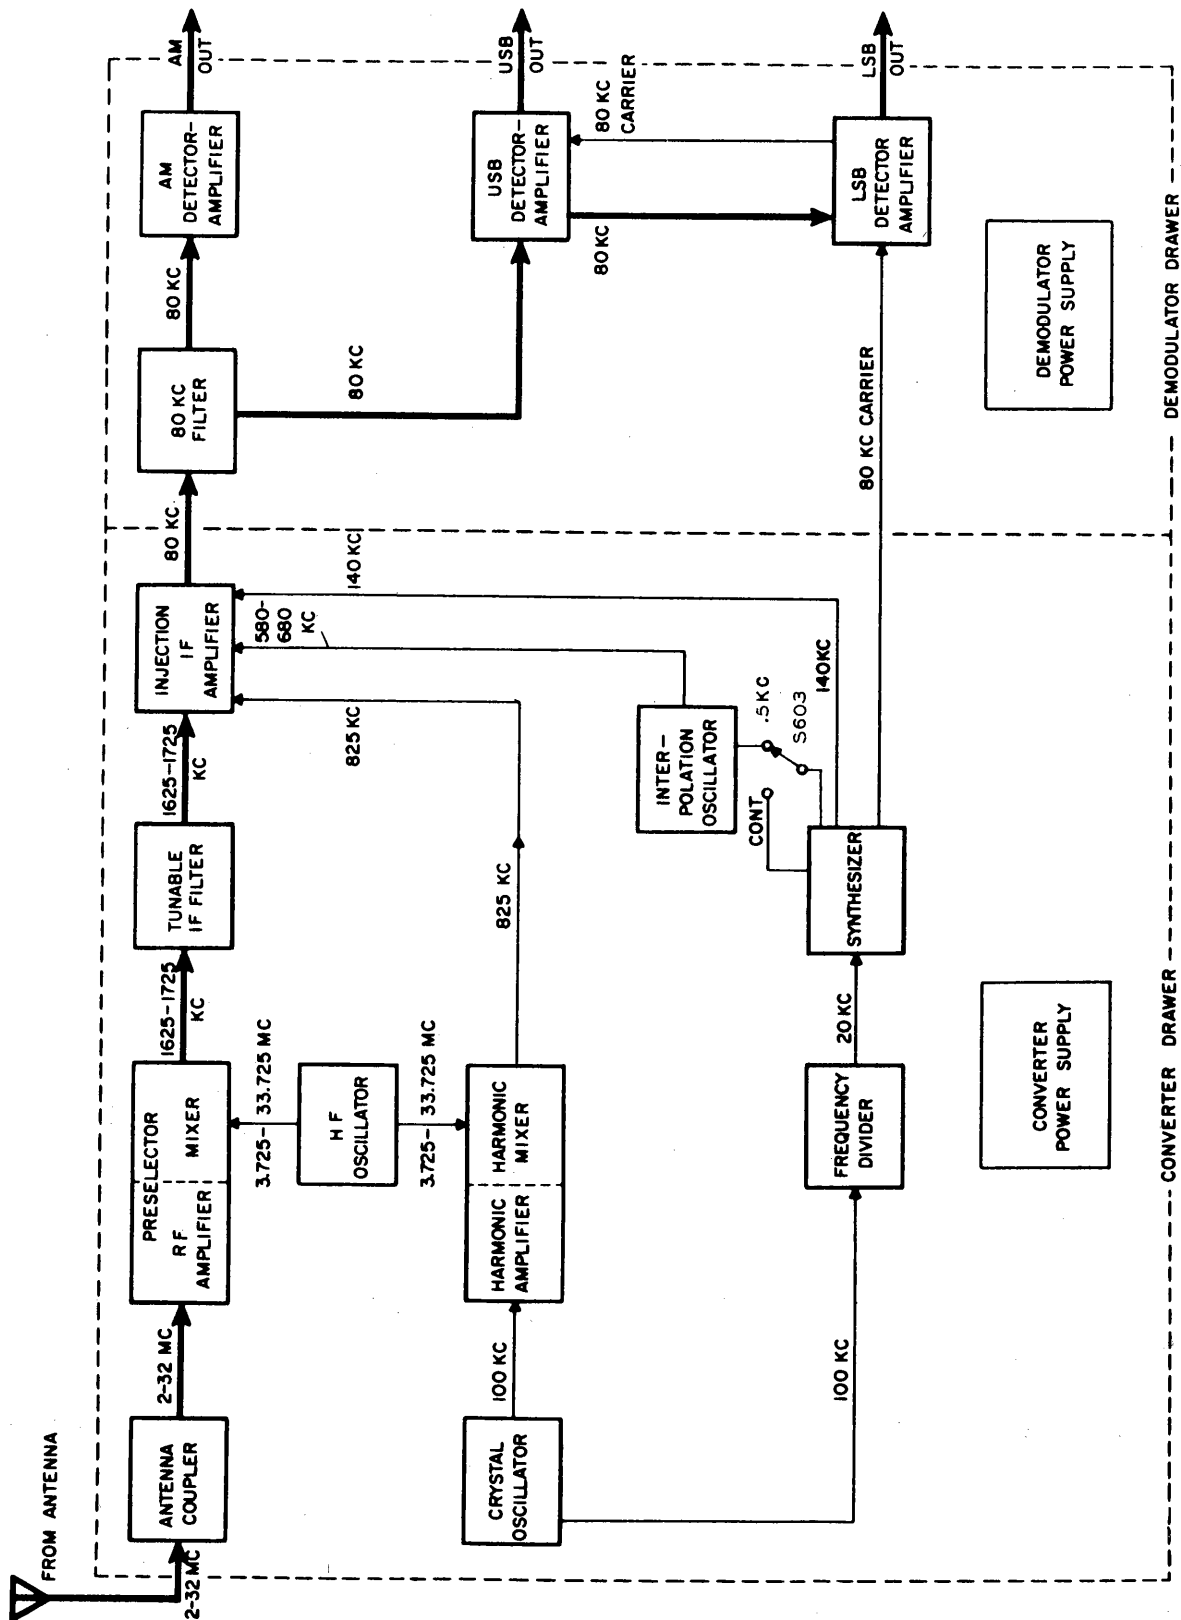 FROM ANTENNA
2-32 MC
ANTENNA
COUPLER
2-32 MC
PRESELECTOR
RF
AMPLIFIER
MIXER
1625-1725
KC
TUNABLE
IF FILTER
1625-1725
KC
INJECTION
IF
AMPLIFIER
80 KC
80 KC
FILTER
80 KC
AM
DETECTOR-
AMPLIFIER
AM
OUT
3.725- 33.725 MC
HF
OSCILLATOR
3.725- 33.725 MC
825 KC
580-
680
KC
140 KC
80 KC
CRYSTAL
OSCILLATOR
100 KC
HARMONIC
AMPLIFIER
HARMONIC
MIXER
825 KC
USB
DETECTOR-
AMPLIFIER
USB
OUT
80 KC
80 KC
CARRIER
INTER-
POLATION
OSCILLATOR
.5 KC
S603
CONT
140KC
100 KC
FREQUENCY
DIVIDER
20 KC
SYNTHESIZER
80 KC CARRIER
LSB
DETECTOR
AMPLIFIER
LSB
OUT
CONVERTER
POWER SUPPLY
DEMODULATOR
POWER SUPPLY
CONVERTER DRAWER
DEMODULATOR DRAWER